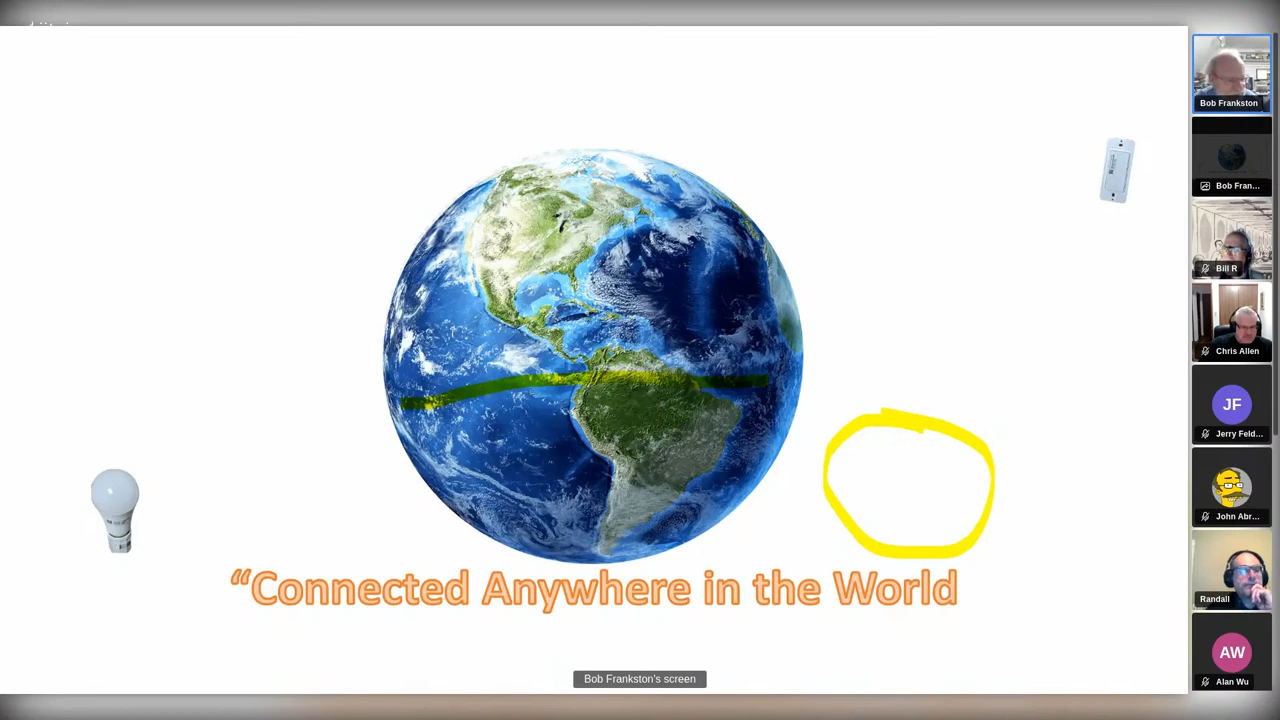 Bob Frankston
Bob Fran...
Bill R
Chris Allen
JF
Jerry Feld...
John Abr...
Randall
AW
Alan Wu
“Connected Anywhere in the World
Bob Frankston's screen